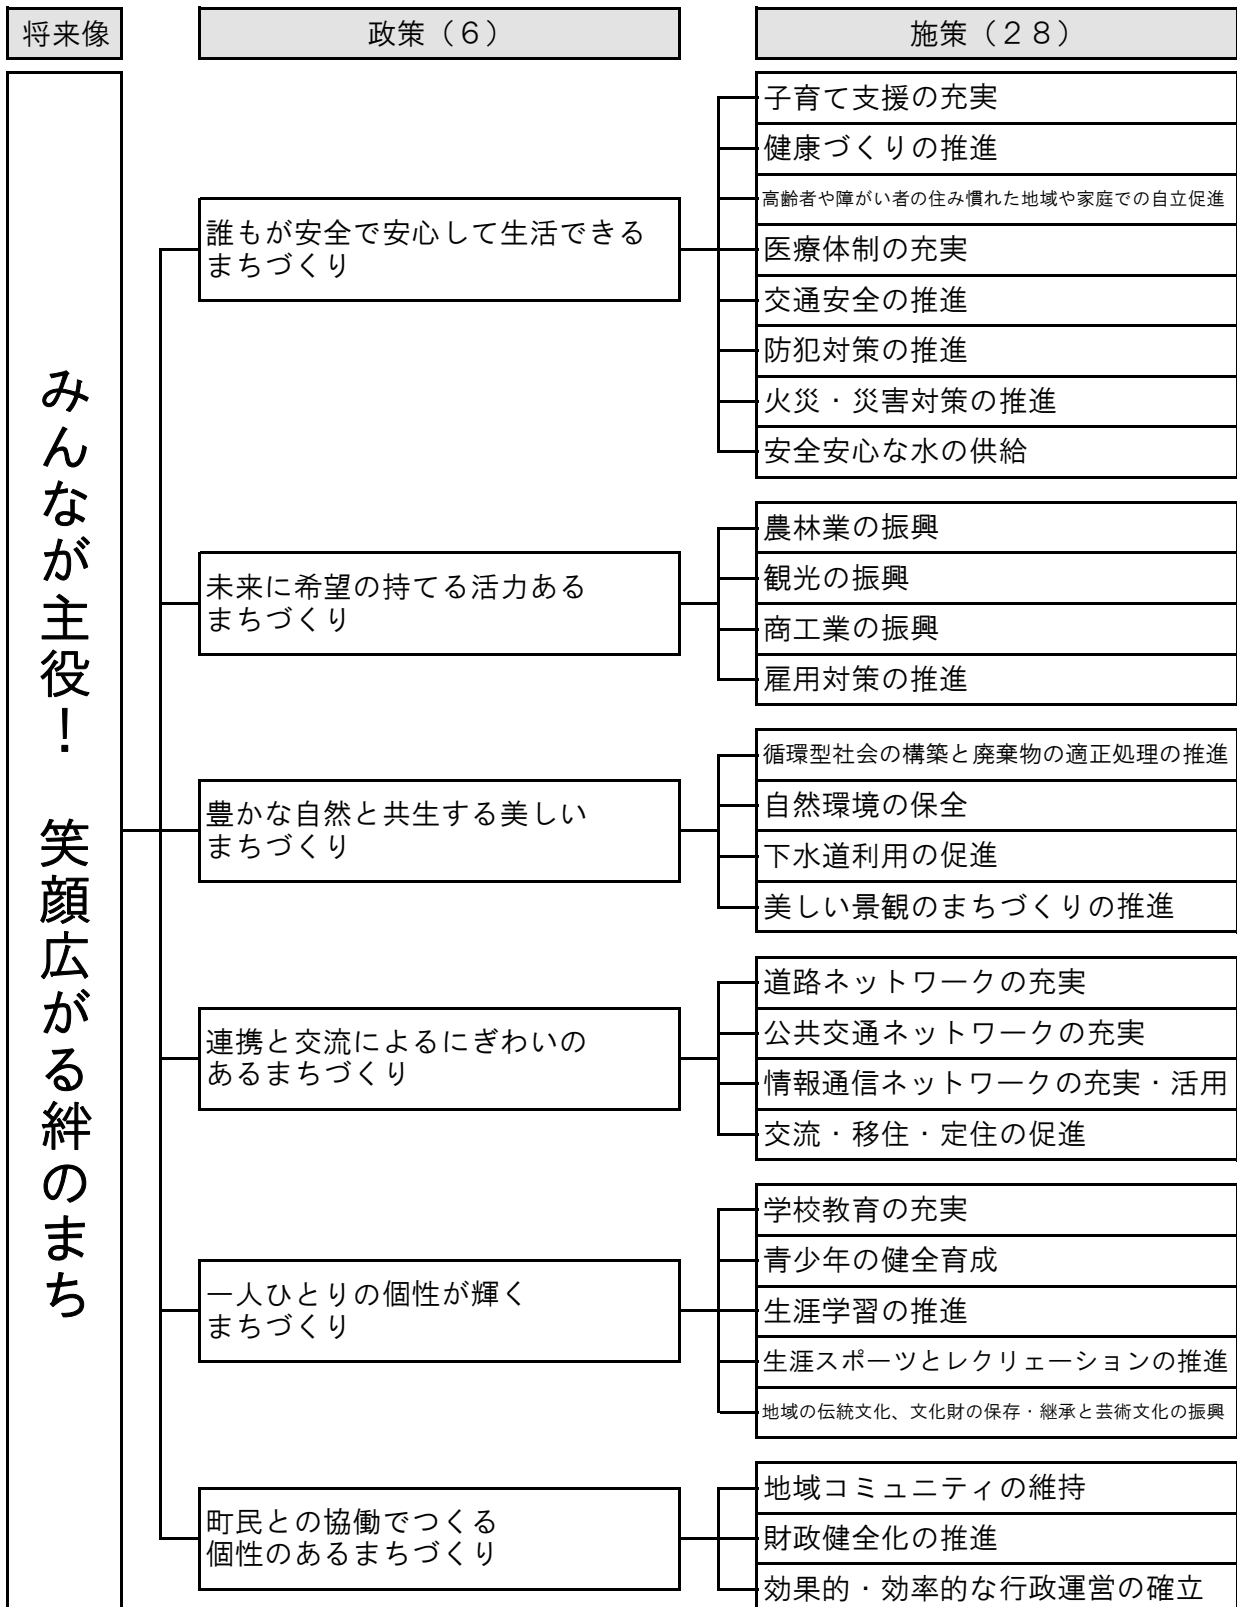 将来像
政策（６）
施策（２８）
みんなが主役！　笑顔広がる絆のまち
誰もが安全で安心して生活できる
まちづくり
子育て支援の充実
健康づくりの推進
高齢者や障がい者の住み慣れた地域や家庭での自立促進
医療体制の充実
交通安全の推進
防犯対策の推進
火災・災害対策の推進
安全安心な水の供給
未来に希望の持てる活力ある
まちづくり
農林業の振興
観光の振興
商工業の振興
雇用対策の推進
豊かな自然と共生する美しい
まちづくり
循環型社会の構築と廃棄物の適正処理の推進
自然環境の保全
下水道利用の促進
美しい景観のまちづくりの推進
連携と交流によるにぎわいの
あるまちづくり
道路ネットワークの充実
公共交通ネットワークの充実
情報通信ネットワークの充実・活用
交流・移住・定住の促進
一人ひとりの個性が輝く
まちづくり
学校教育の充実
青少年の健全育成
生涯学習の推進
生涯スポーツとレクリェーションの推進
地域の伝統文化、文化財の保存・継承と芸術文化の振興
町民との協働でつくる
個性のあるまちづくり
地域コミュニティの維持
財政健全化の推進
効果的・効率的な行政運営の確立